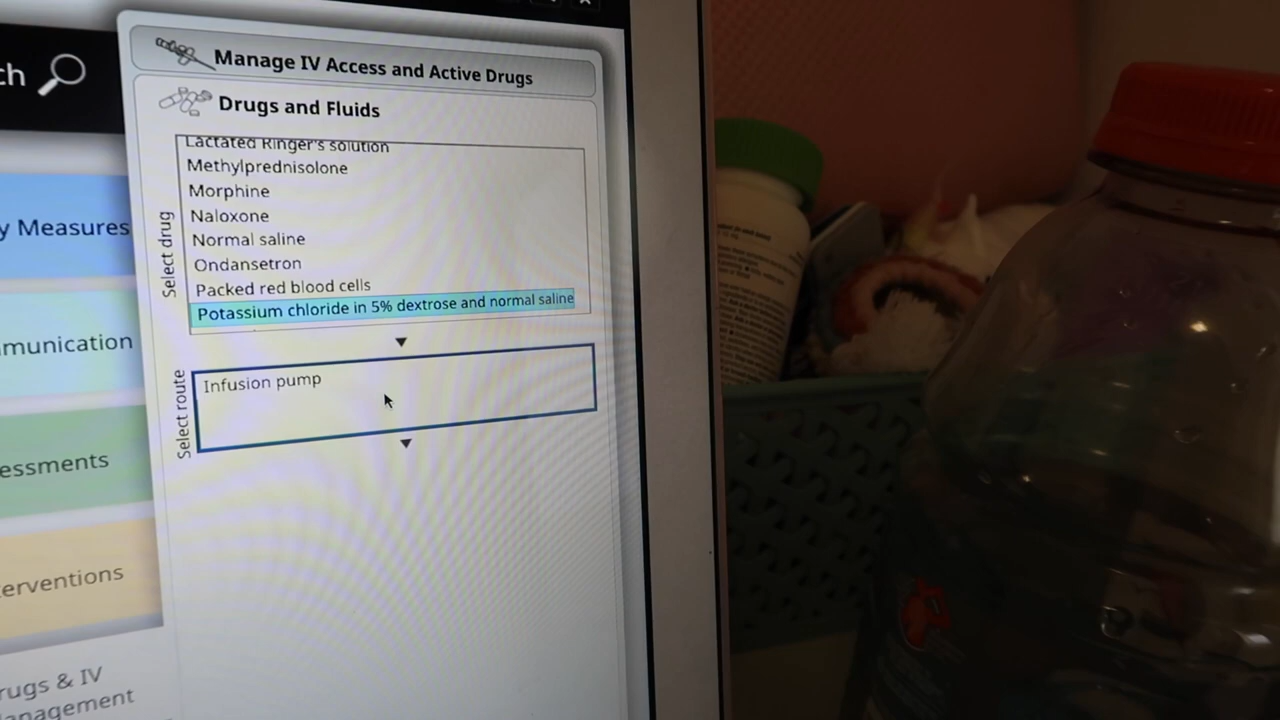 ch
Manage IV Access and Active Drugs
Drugs and Fluids
Select drug
Lactated Ringer's solution
Methylprednisolone
Morphine
Naloxone
Normal saline
Ondansetron
Packed red blood cells
Potassium chloride in 5% dextrose and normal saline
Select route
Infusion pump
y Measures
mmunication
essments
terventions
rugs & IV
anagement